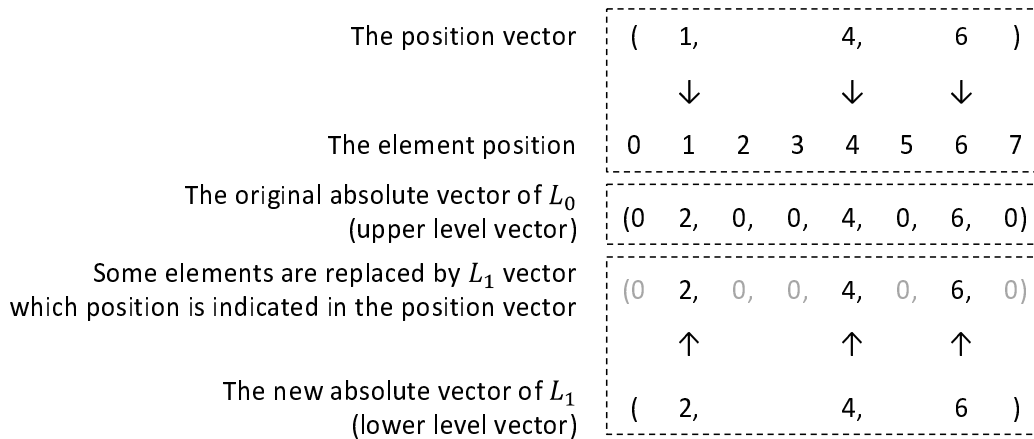 The position vector ( 1, 4, 6 )
↓ ↓ ↓
The element position 0 1 2 3 4 5 6 7
The original absolute vector of L₀
(upper level vector) (0 2, 0, 0, 4, 0, 6, 0)
Some elements are replaced by L₁ vector
which position is indicated in the position vector (0 2, 0, 0, 4, 0, 6, 0)
↑ ↑ ↑
The new absolute vector of L₁
(lower level vector) ( 2, 4, 6 )